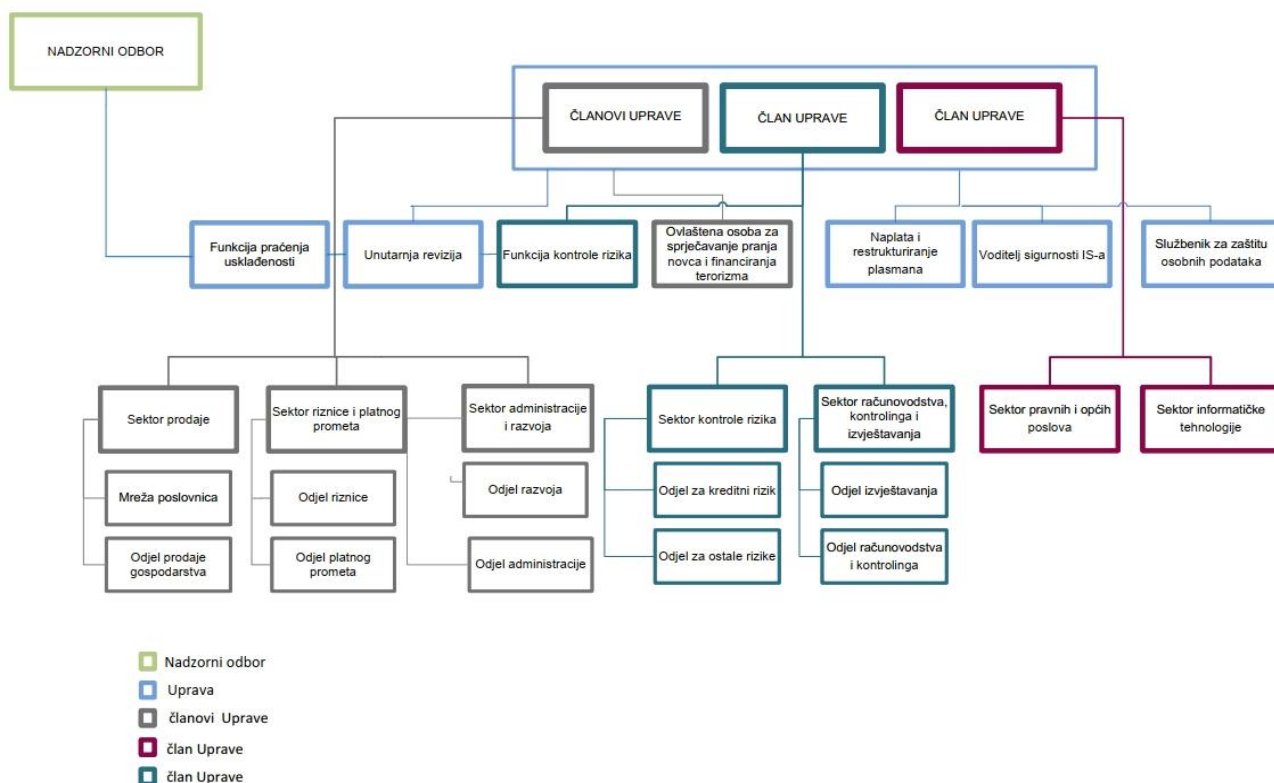 NADZORNI ODBOR
ČLANOVI UPRAVE
ČLAN UPRAVE
ČLAN UPRAVE
Funkcija praćenja
usklađenosti
Unutarnja revizija
Funkcija kontrole rizika
Ovlaštena osoba za
sprječavanje pranja
novca i financiranja
terorizma
Naplata i
restrukturiranje
plasmana
Voditelj sigurnosti IS-a
Službenik za zaštitu
osobnih podataka
Sektor prodaje
Sektor riznice i platnog
prometa
Sektor administracije
i razvoja
Sektor kontrole rizika
Sektor računovodstva,
kontrolinga i
izvještavanja
Sektor pravnih i općih
poslova
Sektor informatičke
tehnologije
Mreža poslovnica
Odjel riznice
Odjel razvoja
Odjel za kreditni rizik
Odjel izvještavanja
Odjel prodaje
gospodarstva
Odjel platnog
prometa
Odjel administracije
Odjel za ostale rizike
Odjel računovodstva
i kontrolinga
Nadzorni odbor
Uprava
članovi Uprave
član Uprave
član Uprave